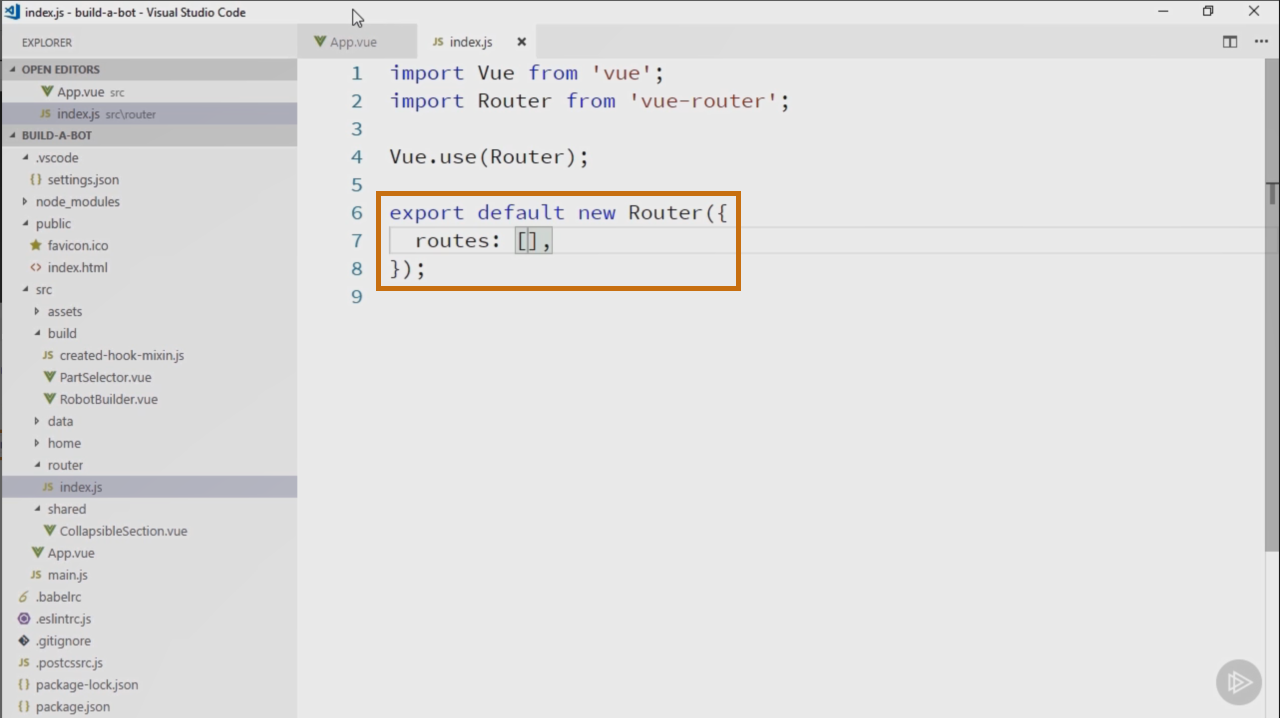 index.js - build-a-bot - Visual Studio Code
EXPLORER
OPEN EDITORS
App.vue src
index.js src\router
BUILD-A-BOT
.vscode
{} settings.json
node_modules
public
favicon.ico
<> index.html
src
assets
build
JS created-hook-mixin.js
PartSelector.vue
RobotBuilder.vue
data
home
router
JS index.js
shared
CollapsibleSection.vue
App.vue
JS main.js
.babelrc
.eslintrc.js
.gitignore
JS .postcssrc.js
{} package-lock.json
{} package.json
App.vue
JS index.js
1 import Vue from 'vue';
2 import Router from 'vue-router';
3
4 Vue.use(Router);
5
6 export default new Router({
7 routes: [],
8 });
9